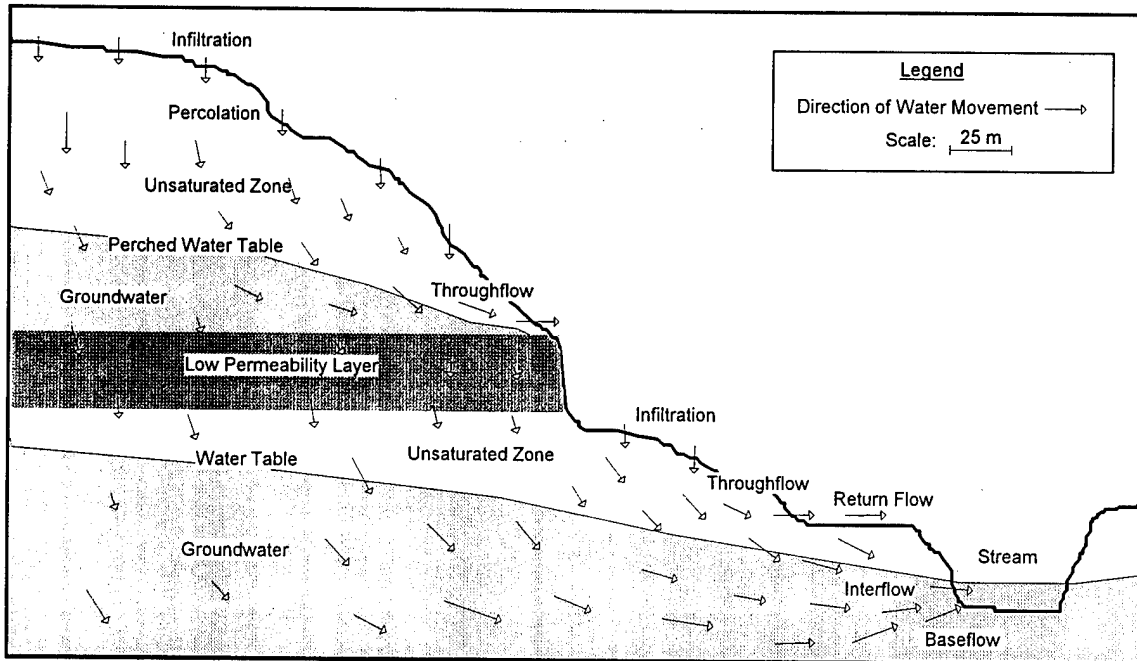 Infiltration
Legend
Direction of Water Movement
Scale: 25 m
Percolation
Unsaturated Zone
Perched Water Table
Groundwater
Throughflow
Low Permeability Layer
Infiltration
Water Table
Unsaturated Zone
Throughflow
Return Flow
Groundwater
Stream
Interflow
Baseflow